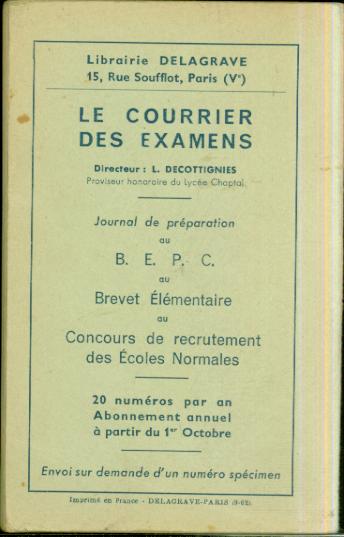 Librairie DELAGRAVE
15, Rue Soufflot, Paris (Vᵉ)
LE COURRIER
DES EXAMENS
Directeur : L. DECOTTIGNIES
Proviseur honoraire du Lycée Chaptal.
Journal de préparation
au
B. E. P. C.
au
Brevet Élémentaire
au
Concours de recrutement
des Écoles Normales
20 numéros par an
Abonnement annuel
à partir du 1ᵉʳ Octobre
Envoi sur demande d'un numéro spécimen
Imprimé en France - DELAGRAVE-PARIS (9-62).